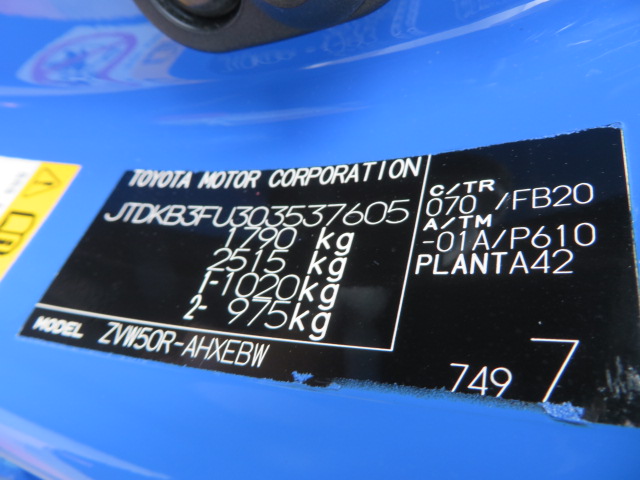 TOYOTA MOTOR CORPORATION
JTDKB3FU303537605
1790 kg
2515 kg
1-1020kg
2- 975kg
MODEL ZVW50R-AHXEBW
C/TR
070 /FB20
A/TM
-01A/P610
PLANTA42
749 7